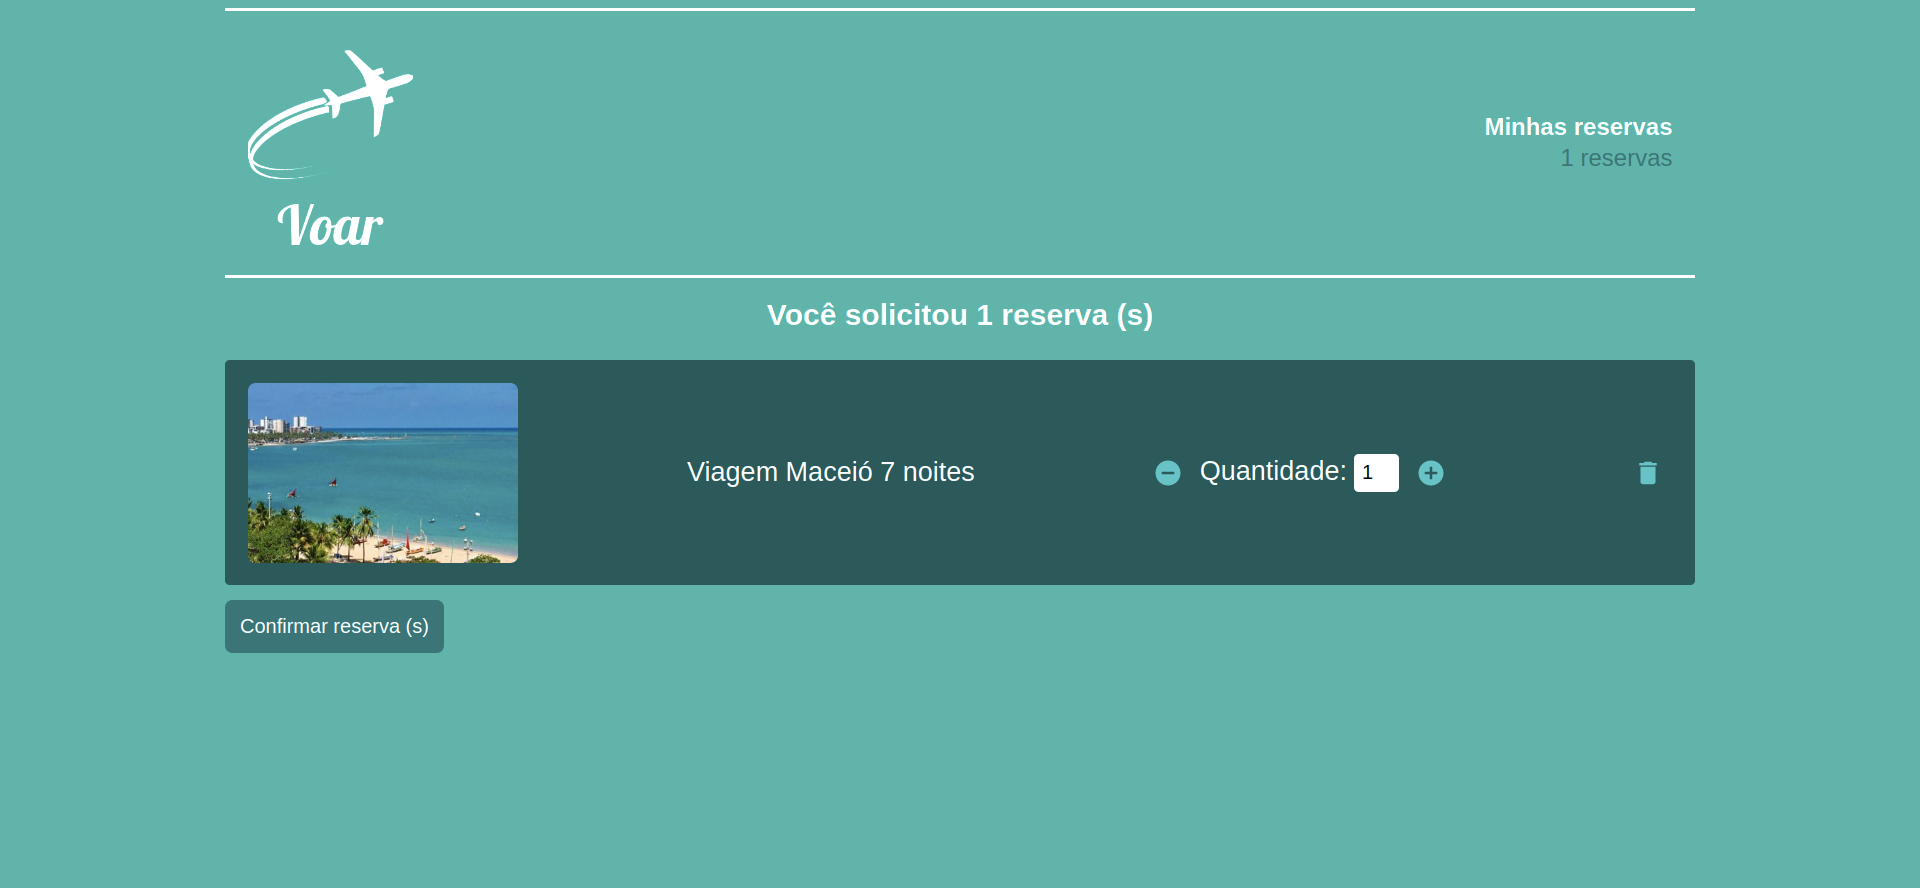 Voar
Minhas reservas
1 reservas
Você solicitou 1 reserva (s)
Viagem Maceió 7 noites
Quantidade: 1
Confirmar reserva (s)